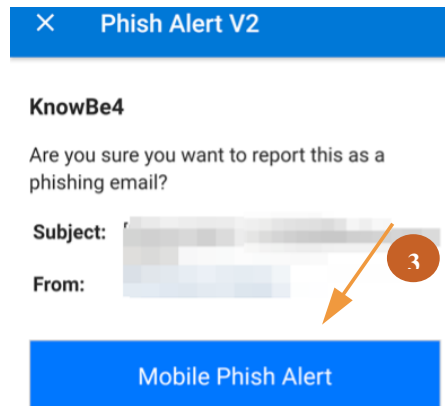 × Phish Alert V2
KnowBe4
Are you sure you want to report this as a
phishing email?
Subject:
From:
3
Mobile Phish Alert